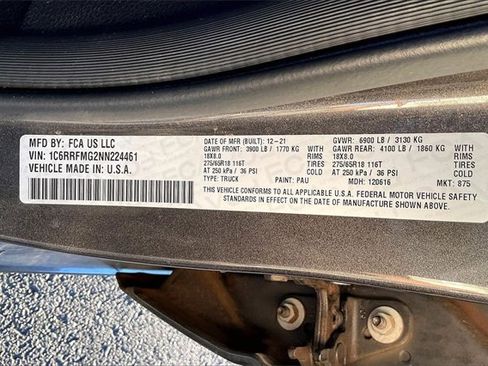 MFD BY: FCA US LLC
VIN: 1C6RRFMG2NN224461
VEHICLE MADE IN: U.S.A.
DATE OF MFR (BUILT): 12-21 GVWR: 6900 LB / 3130 KG
GAWR FRONT: 3900 LB / 1770 KG GAWR REAR: 4100 LB / 1860 KG
18X8.0 TIRES 18X8.0 TIRES
275/65R18 116T COLD 275/65R18 116T COLD
AT 250 kPa / 36 PSI AT 250 kPa / 36 PSI
TYPE: TRUCK PAINT: PAU MDH: 120616 MKT: 875
THIS VEHICLE CONFORMS TO ALL APPLICABLE U.S.A. FEDERAL MOTOR VEHICLE SAFETY
STANDARDS IN EFFECT ON THE DATE OF MANUFACTURE SHOWN ABOVE.